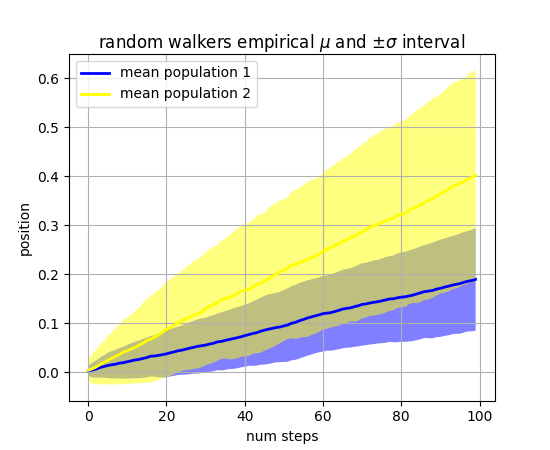 random walkers empirical μ and ±σ interval
mean population 1
mean population 2
0.6
0.5
0.4
0.3
0.2
0.1
0.0
position
0 20 40 60 80 100
num steps